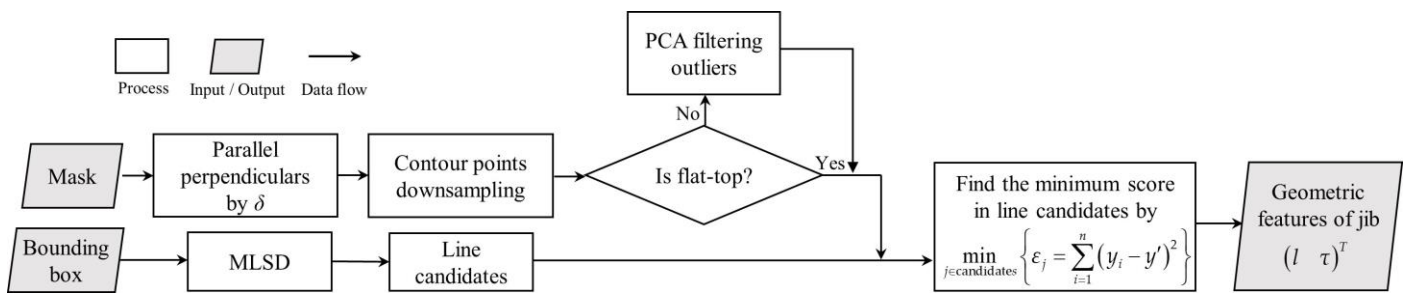 Process
Input / Output
Data flow
PCA filtering
outliers
No
Yes
Mask
Parallel
perpendiculars
by δ
Contour points
downsampling
Is flat-top?
Bounding
box
MLSD
Line
candidates
Find the minimum score
in line candidates by
min j∈candidates { ε_j = ∑_{i=1}^{n} (y_i − y′)^2 }
Geometric
features of jib
(l τ)^T